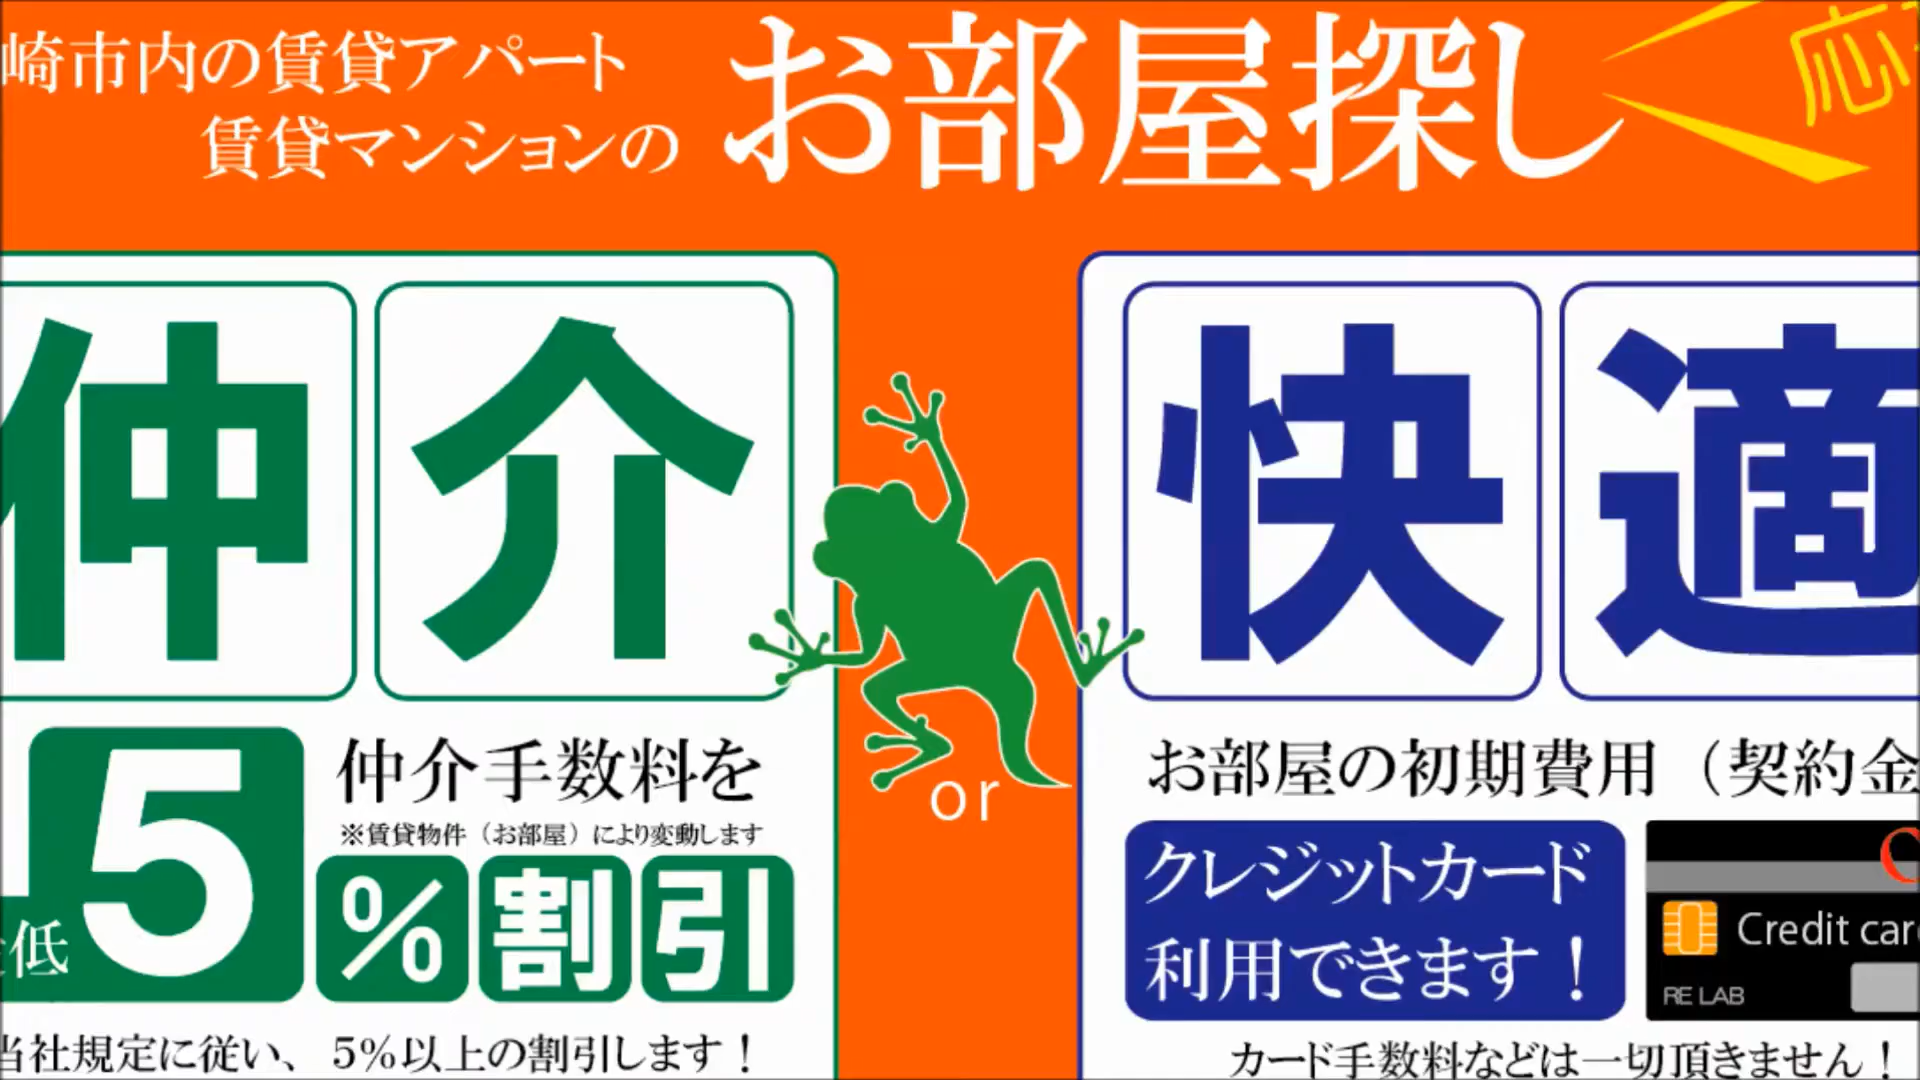 崎市内の賃貸アパート
賃貸マンションの
お部屋探し
応
仲介
快適
5
仲介手数料を
※賃貸物件（お部屋）により変動します
%割引
低
当社規定に従い、5%以上の割引します！
or
お部屋の初期費用（契約金
クレジットカード
利用できます！
Credit car
RE LAB
カード手数料などは一切頂きません！